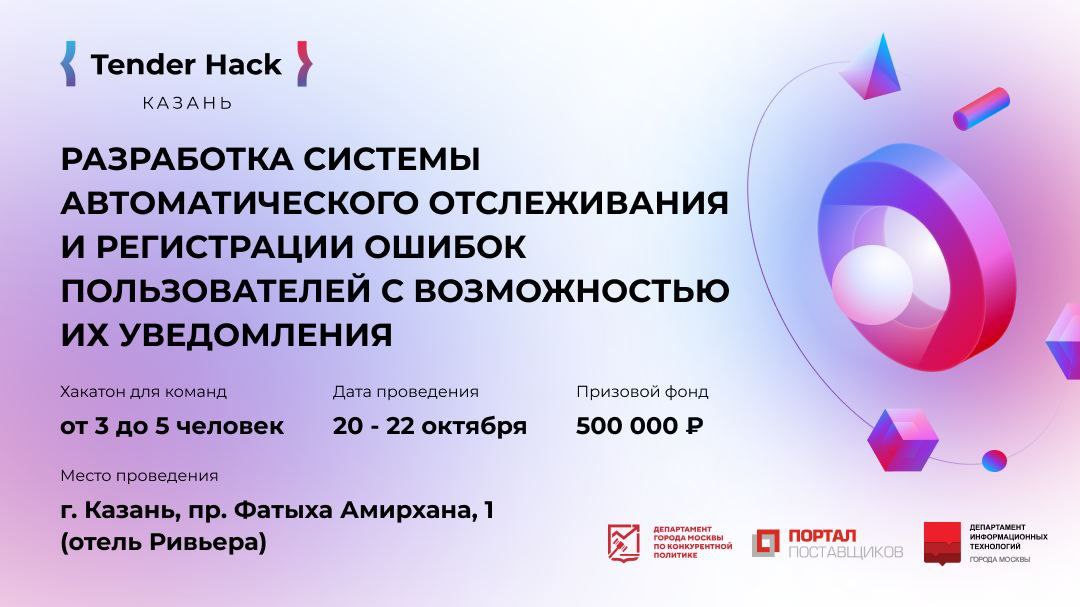 Tender Hack
КАЗАНЬ
РАЗРАБОТКА СИСТЕМЫ
АВТОМАТИЧЕСКОГО ОТСЛЕЖИВАНИЯ
И РЕГИСТРАЦИИ ОШИБОК
ПОЛЬЗОВАТЕЛЕЙ С ВОЗМОЖНОСТЬЮ
ИХ УВЕДОМЛЕНИЯ
Хакатон для команд
от 3 до 5 человек
Дата проведения
20 - 22 октября
Призовой фонд
500 000 ₽
Место проведения
г. Казань, пр. Фатыха Амирхана, 1
(отель Ривьера)
ДЕПАРТАМЕНТ
ГОРОДА МОСКВЫ
ПО КОНКУРЕНТНОЙ
ПОЛИТИКЕ
ПОРТАЛ
ПОСТАВЩИКОВ
ДЕПАРТАМЕНТ
ИНФОРМАЦИОННЫХ
ТЕХНОЛОГИЙ
ГОРОДА МОСКВЫ